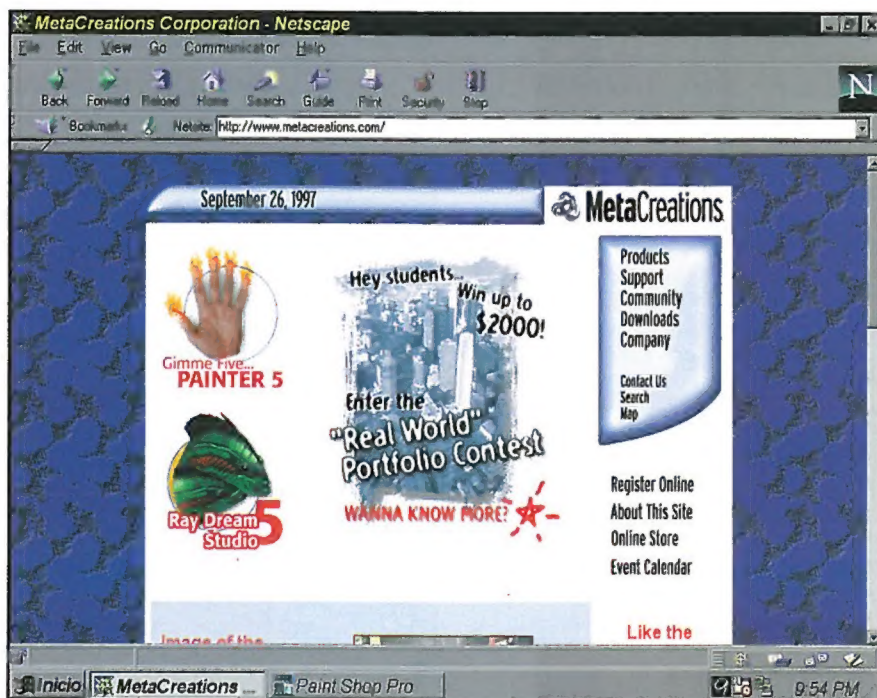 MetaCreations Corporation - Netscape
File Edit View Go Communicator Help
Back Forward Reload Home Search Guide Print Security Stop
Bookmarks Netsite: http://www.metacreations.com/
N
September 26, 1997
MetaCreations
Gimme Five...
PAINTER 5
Ray Dream
Studio 5
Hey students...
Win up to
$2000!
Enter the
"Real World"
Portfolio Contest
WANNA KNOW MORE?
Products
Support
Community
Downloads
Company
Contact Us
Search
Map
Register Online
About This Site
Online Store
Event Calendar
Image of the
Like the
Inicio MetaCreations ... Paint Shop Pro 9:54 PM